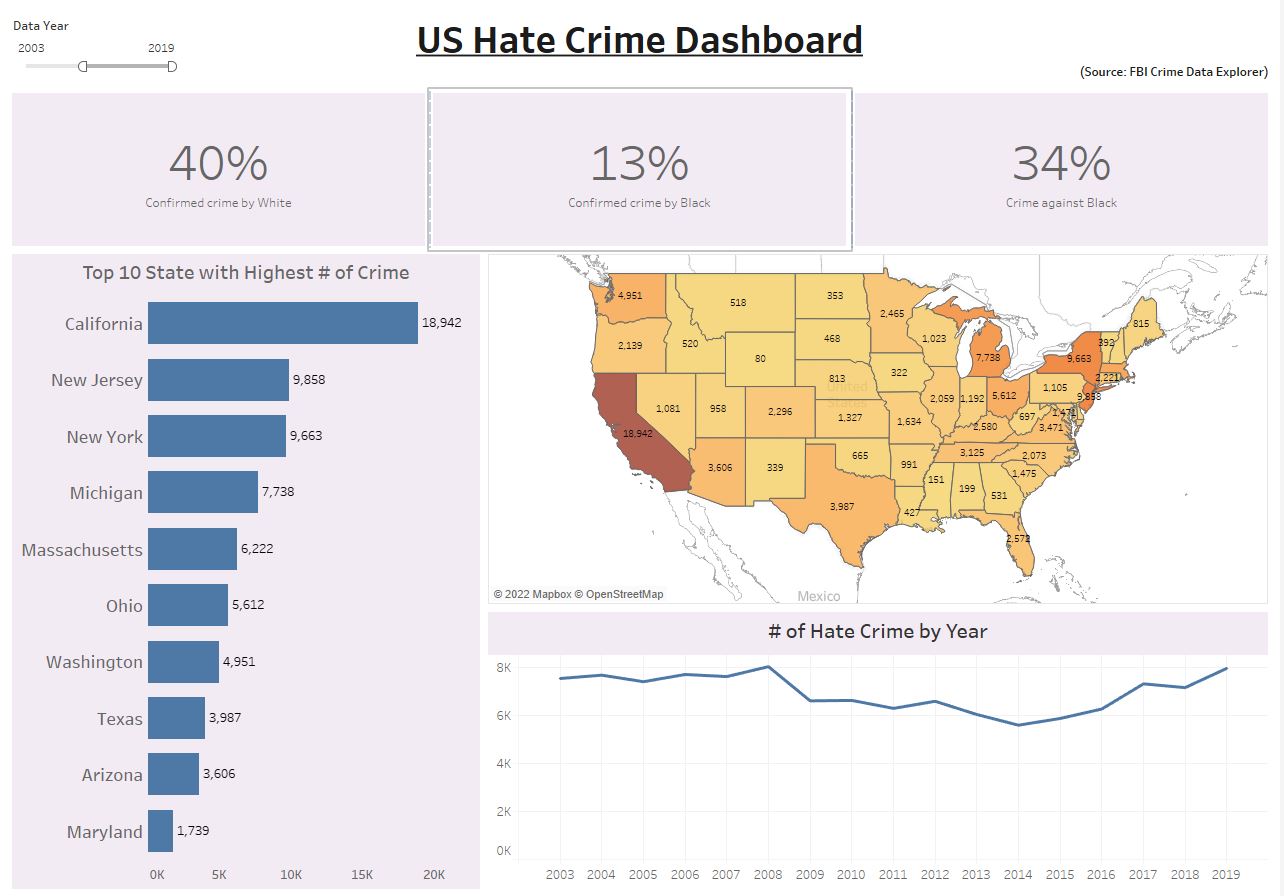 Data Year
2003 2019
US Hate Crime Dashboard
(Source: FBI Crime Data Explorer)
40%
Confirmed crime by White
13%
Confirmed crime by Black
34%
Crime against Black
Top 10 State with Highest # of Crime
California 18,942
New Jersey 9,858
New York 9,663
Michigan 7,738
Massachusetts 6,222
Ohio 5,612
Washington 4,951
Texas 3,987
Arizona 3,606
Maryland 1,739
0K 5K 10K 15K 20K
4,951
518
353
2,465
815
2,139
520
468
1,023
392
80
7,738
9,663
322
2,221
813
United States
1,105
9,858
1,081
958
2,296
1,327
2,059
1,192
5,612
697
18,942
1,634
2,580
3,471
3,125
3,606
339
665
991
2,073
1,475
151
199
531
3,987
427
2,572
© 2022 Mapbox © OpenStreetMap
Mexico
# of Hate Crime by Year
8K
6K
4K
2K
0K
2003 2004 2005 2006 2007 2008 2009 2010 2011 2012 2013 2014 2015 2016 2017 2018 2019